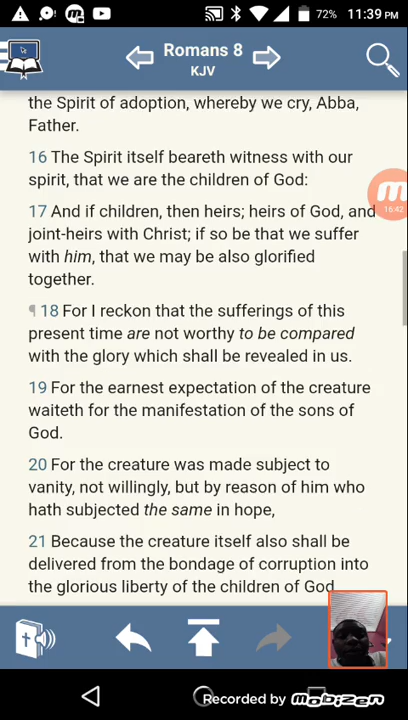 72% 11:39 PM
Romans 8
KJV
the Spirit of adoption, whereby we cry, Abba,
Father.
16 The Spirit itself beareth witness with our
spirit, that we are the children of God:
17 And if children, then heirs; heirs of God, and
joint-heirs with Christ; if so be that we suffer
with him, that we may be also glorified
together.
16:42
¶ 18 For I reckon that the sufferings of this
present time are not worthy to be compared
with the glory which shall be revealed in us.
19 For the earnest expectation of the creature
waiteth for the manifestation of the sons of
God.
20 For the creature was made subject to
vanity, not willingly, but by reason of him who
hath subjected the same in hope,
21 Because the creature itself also shall be
delivered from the bondage of corruption into
the glorious liberty of the children of God
Recorded by mobizen